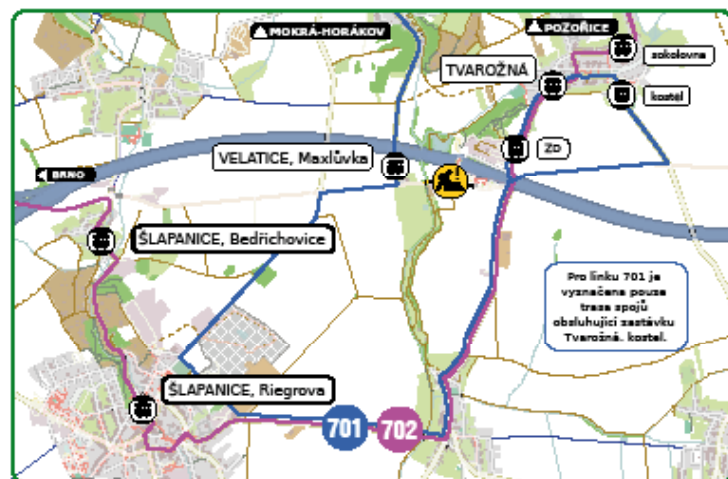 MOKRÁ-HORÁKOV
POZOŘICE
sokolovna
TVAROŽNÁ
kostel
ZD
VELATICE, Maxlůvka
BRNO
ŠLAPANICE, Bedřichovice
Pro linku 701 je
vyznačena pouze
trasa spojů
obsluhující zastávku
Tvarožná, kostel.
ŠLAPANICE, Riegrova
701
702